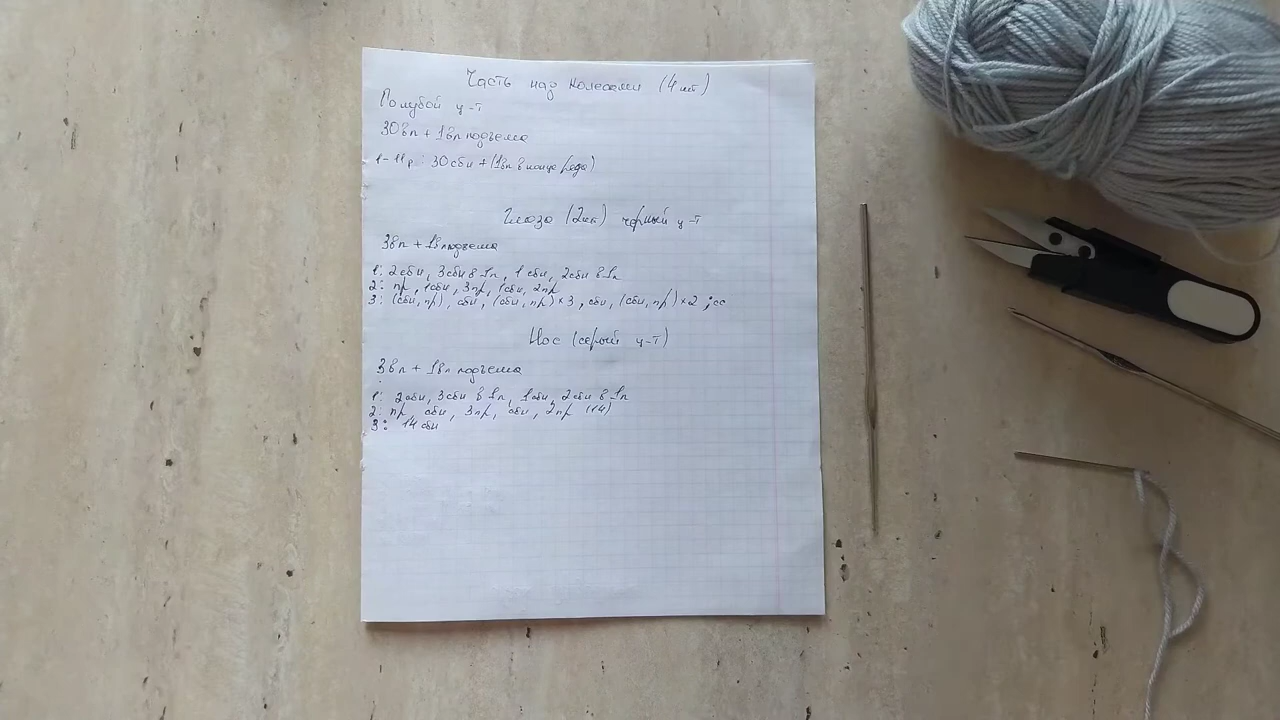 Часть над колесами (4 шт)
Голубой ц-т
30вп + 1вп подъема
1-11р: 30 сбн + (1вп в конце ряда)
Глаза (2шт) черный ц-т
3вп + 1вп подъема
1: 2сбн, 3сбн в 1п, 1сбн, 2сбн в 1п
2: пр, 1сбн, 3пр, 1сбн, 2пр
3: (сбн, пр), сбн, (сбн, пр) × 3, сбн, (сбн, пр) × 2, сс
Нос (серый ц-т)
3вп + 1вп подъема
1: 2сбн, 3сбн в 1п, 1сбн, 2сбн в 1п
2: пр, сбн, 3пр, сбн, 2пр (14)
3: 14 сбн